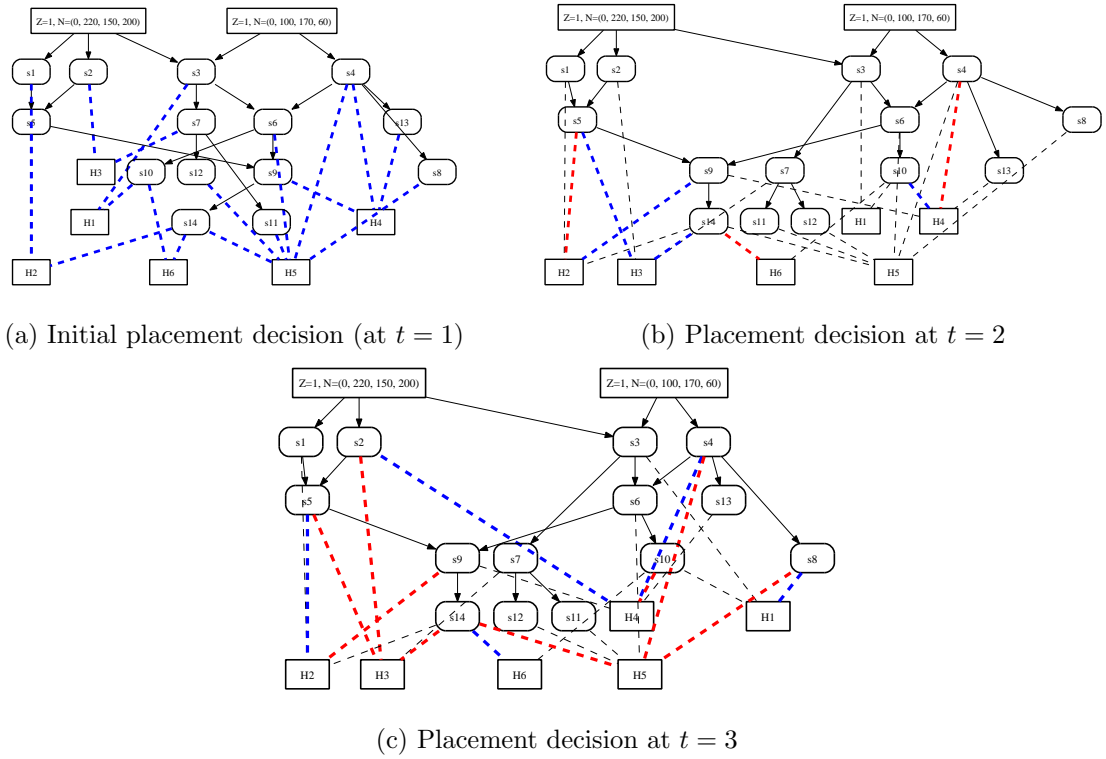 Z=1, N=(0, 220, 150, 200) Z=1, N=(0, 100, 170, 60)
s1 s2 s3 s4
s5 s7 s6 s13
H3 s10 s12 s9 s8
H1 s14 s11 H4
H2 H6 H5
(a) Initial placement decision (at t = 1)
Z=1, N=(0, 220, 150, 200) Z=1, N=(0, 100, 170, 60)
s1 s2 s3 s4
s5 s6 s8
s9 s7 s10 s13
s14 s11 s12 H1 H4
H2 H3 H6 H5
(b) Placement decision at t = 2
Z=1, N=(0, 220, 150, 200) Z=1, N=(0, 100, 170, 60)
s1 s2 s3 s4
s5 s6 s13
s9 s7 s10 s8
s14 s12 s11 H4 H1
H2 H3 H6 H5
(c) Placement decision at t = 3